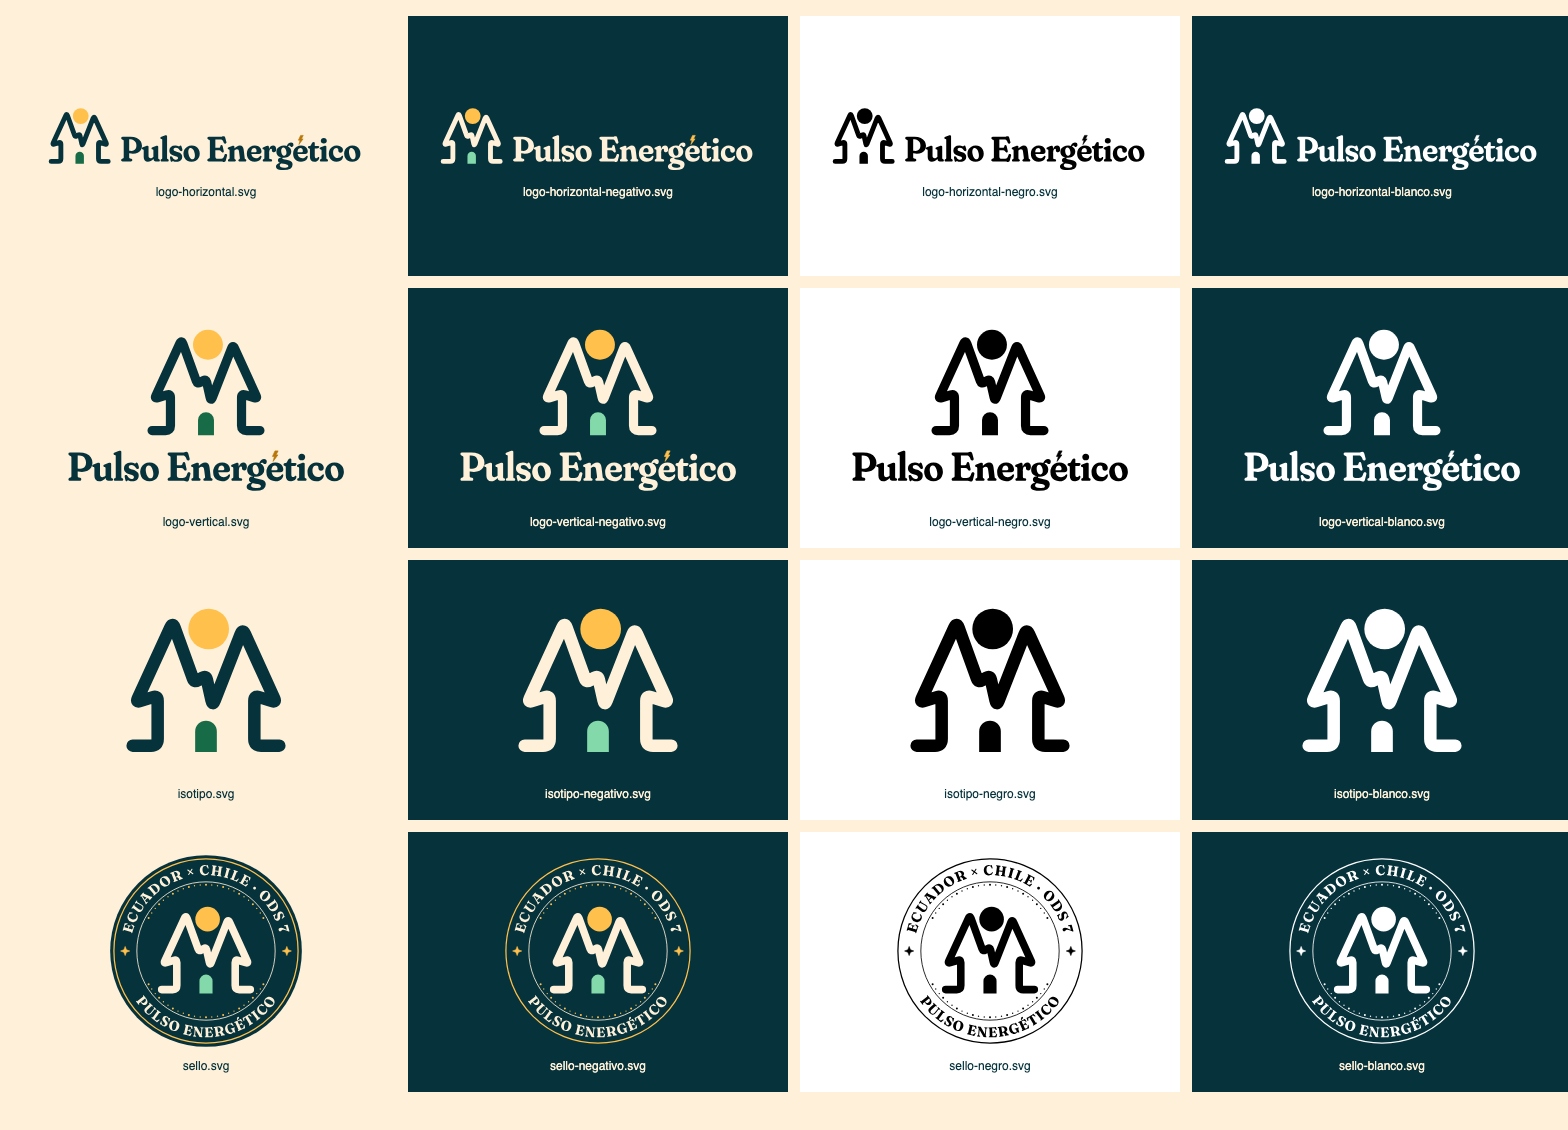 Pulso Energético
logo-horizontal.svg
Pulso Energético
logo-horizontal-negativo.svg
Pulso Energético
logo-horizontal-negro.svg
Pulso Energético
logo-horizontal-blanco.svg
Pulso Energético
logo-vertical.svg
Pulso Energético
logo-vertical-negativo.svg
Pulso Energético
logo-vertical-negro.svg
Pulso Energético
logo-vertical-blanco.svg
isotipo.svg
isotipo-negativo.svg
isotipo-negro.svg
isotipo-blanco.svg
ECUADOR × CHILE · ODS 7
PULSO ENERGÉTICO
sello.svg
ECUADOR × CHILE · ODS 7
PULSO ENERGÉTICO
sello-negativo.svg
ECUADOR × CHILE · ODS 7
PULSO ENERGÉTICO
sello-negro.svg
ECUADOR × CHILE · ODS 7
PULSO ENERGÉTICO
sello-blanco.svg